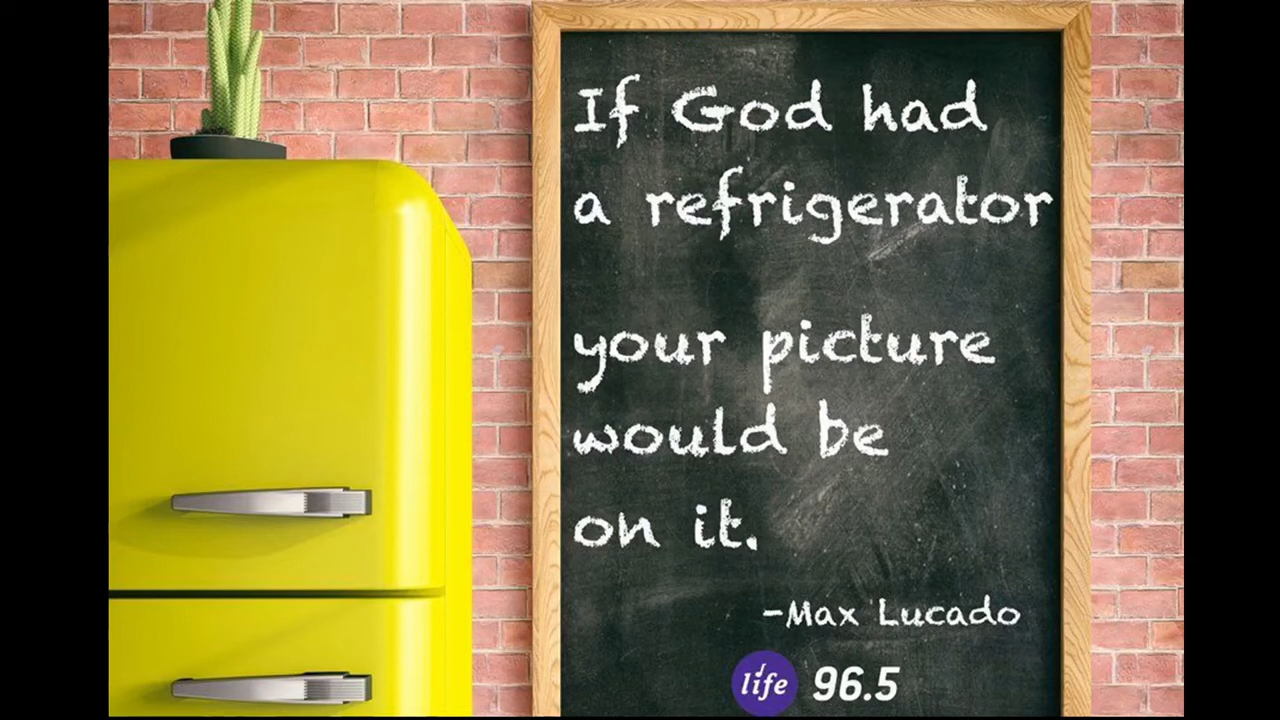 If God had
a refrigerator
your picture
would be
on it.
-Max Lucado
life 96.5